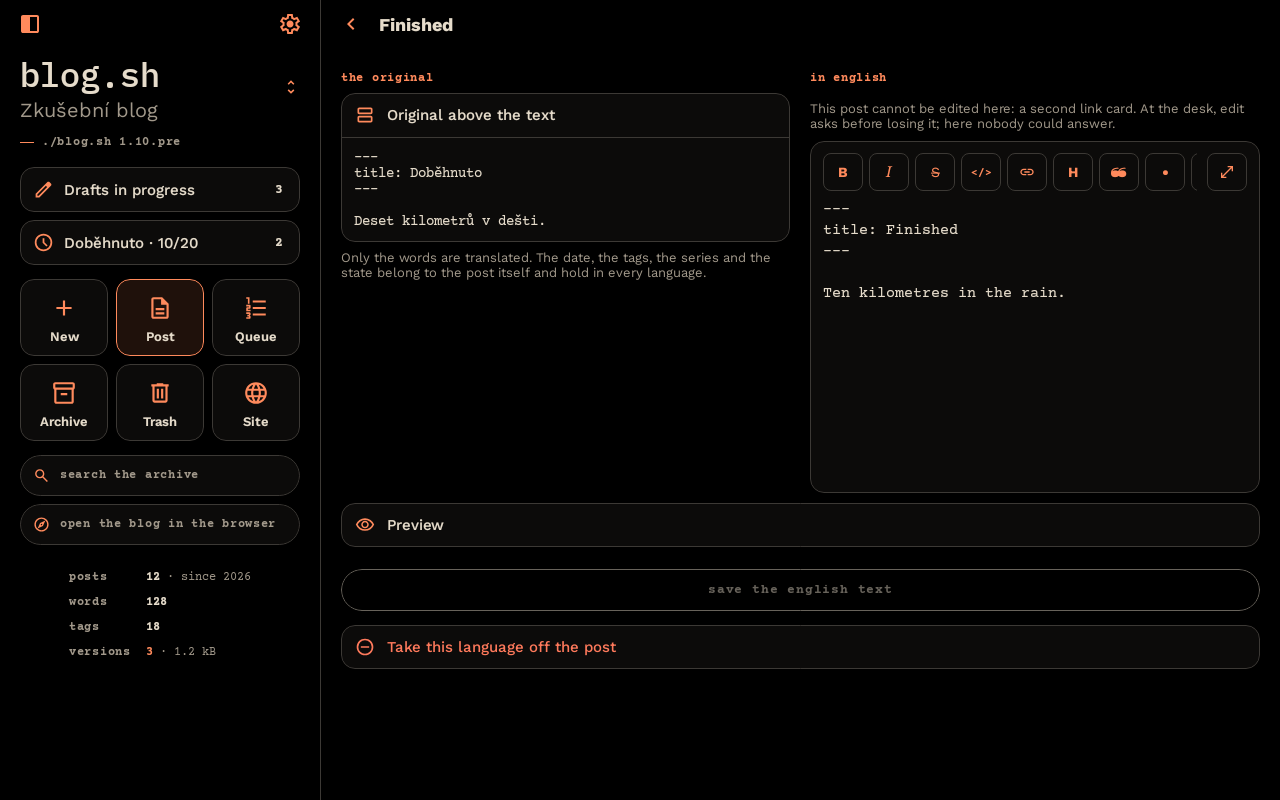 blog.sh
Zkušební blog
— ./blog.sh 1.10.pre
Drafts in progress 3
Doběhnuto · 10/20 2
New
Post
Queue
Archive
Trash
Site
search the archive
open the blog in the browser
posts 12 · since 2026
words 128
tags 18
versions 3 · 1.2 kB
Finished
the original
Original above the text
---
title: Doběhnuto
---
Deset kilometrů v dešti.
Only the words are translated. The date, the tags, the series and the
state belong to the post itself and hold in every language.
in english
This post cannot be edited here: a second link card. At the desk, edit
asks before losing it; here nobody could answer.
B I S </> H
---
title: Finished
---
Ten kilometres in the rain.
Preview
save the english text
Take this language off the post